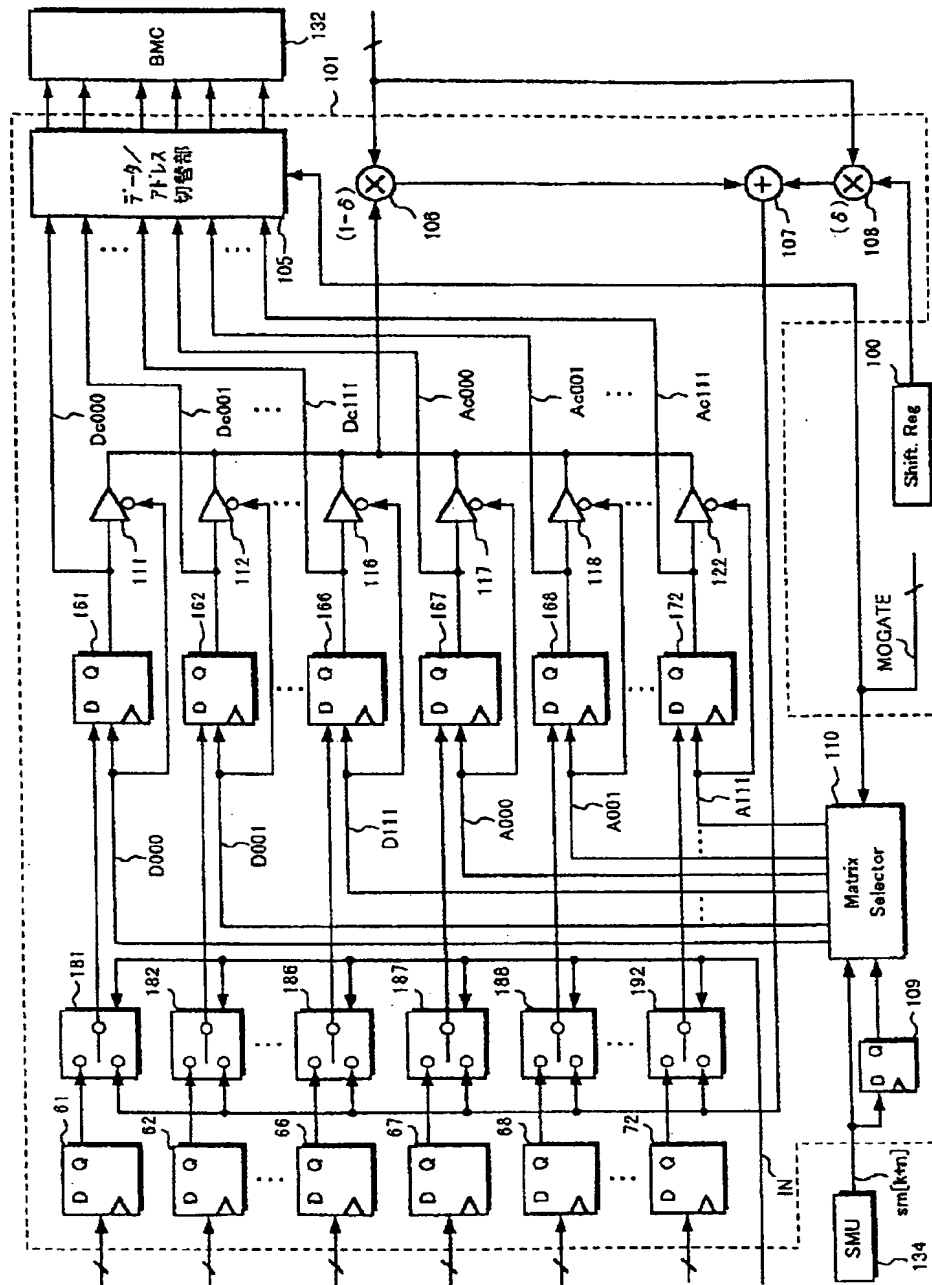 BMC
132
101
データ/
アドレス
切替部
105
(1-δ)
×
106
+
107
(δ)
×
108
100
Shift. Reg
MOGATE
Dc000
Dc001
Dc111
Ac000
Ac001
Ac111
111
112
116
117
118
122
161
D Q
162
D Q
166
D Q
167
D Q
168
D Q
172
D Q
D000
D001
D111
A000
A001
A111
110
Matrix
Selector
181
182
186
187
188
192
61
D Q
62
D Q
66
D Q
67
D Q
68
D Q
72
D Q
IN
109
D Q
sm[k+n]
SMU
134